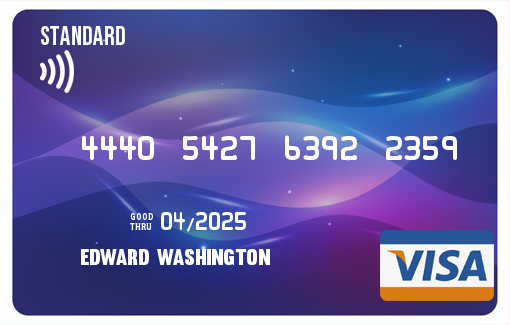 STANDARD
4440 5427 6392 2359
GOOD
THRU 04/2025
EDWARD WASHINGTON
VISA